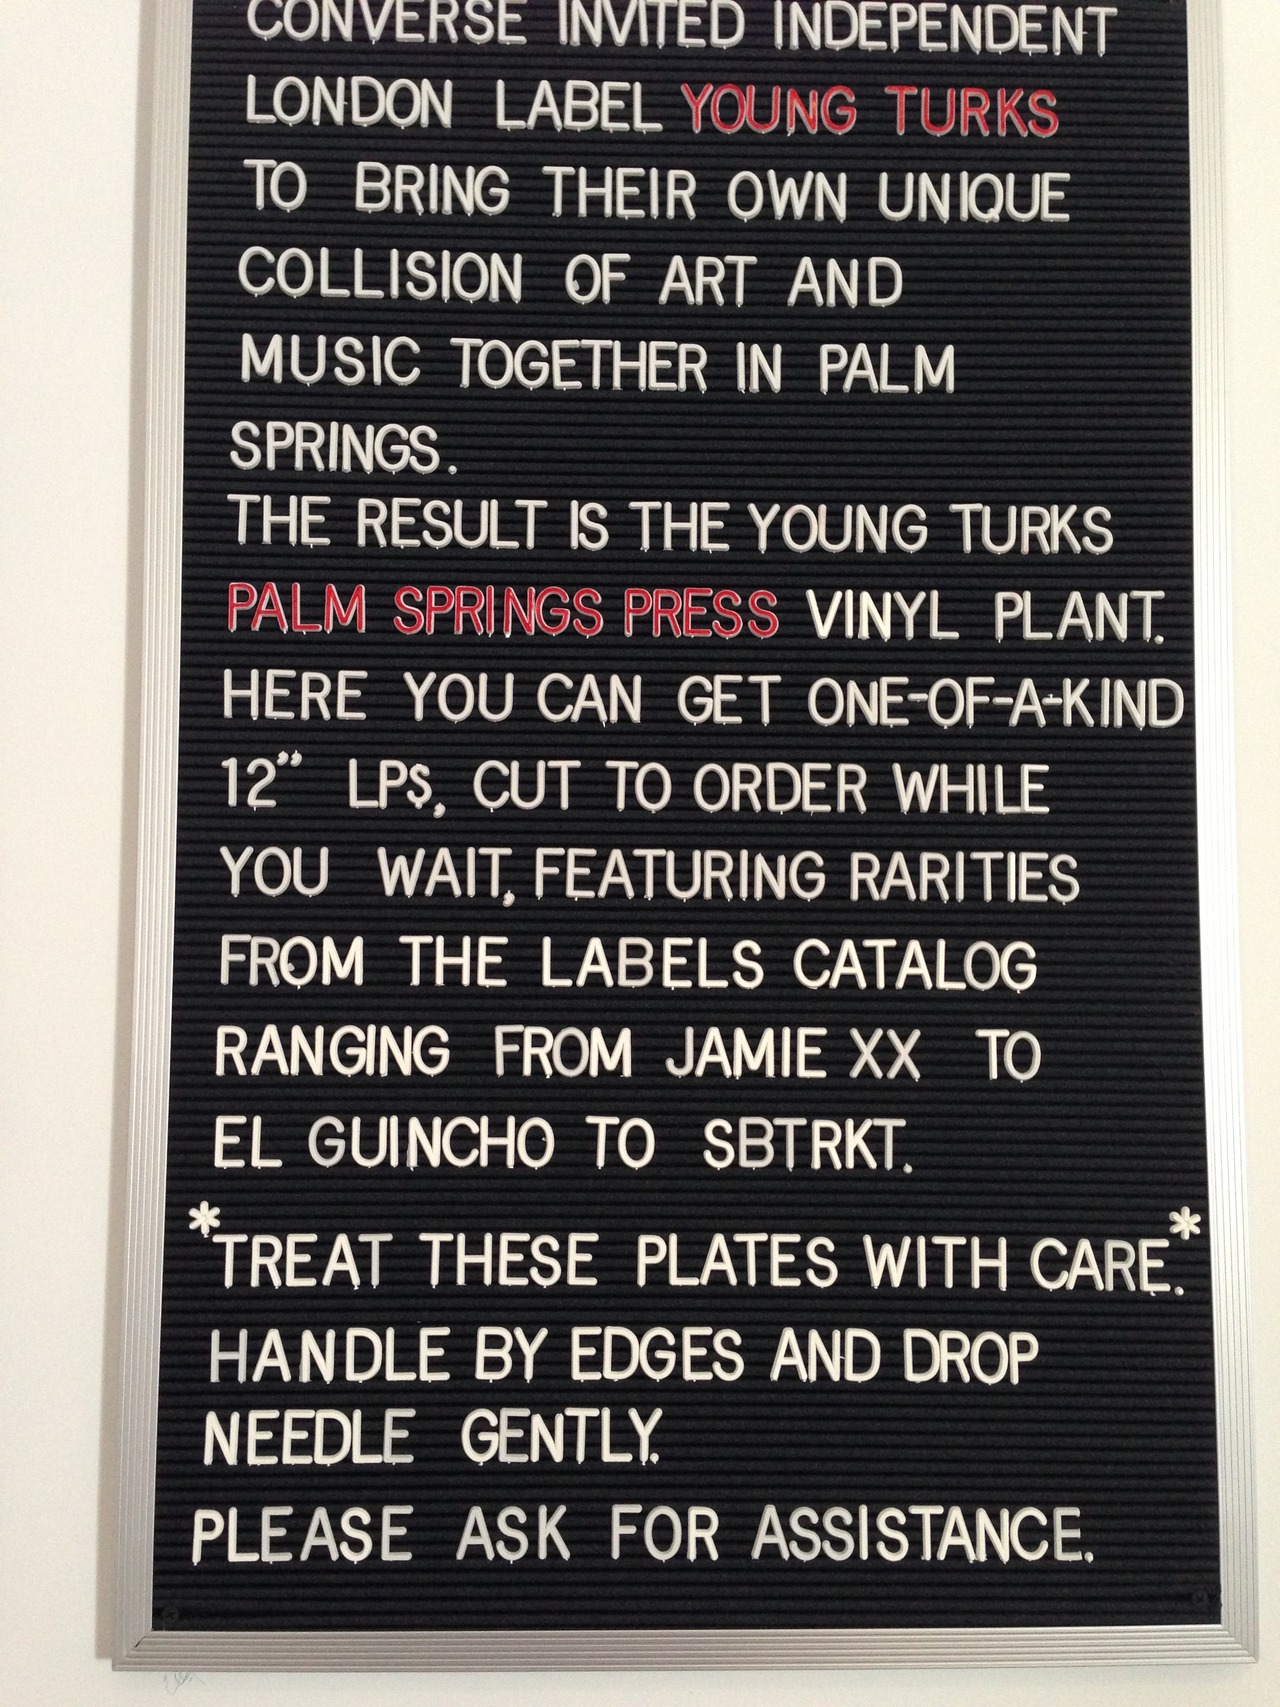 CONVERSE INVITED INDEPENDENT
LONDON LABEL YOUNG TURKS
TO BRING THEIR OWN UNIQUE
COLLISION OF ART AND
MUSIC TOGETHER IN PALM
SPRINGS.
THE RESULT IS THE YOUNG TURKS
PALM SPRINGS PRESS VINYL PLANT.
HERE YOU CAN GET ONE-OF-A-KIND
12” LP$, CUT TO ORDER WHILE
YOU WAIT, FEATURING RARITIES
FROM THE LABELS CATALOG
RANGING FROM JAMIE XX TO
EL GUINCHO TO SBTRKT.
*TREAT THESE PLATES WITH CARE.*
HANDLE BY EDGES AND DROP
NEEDLE GENTLY.
PLEASE ASK FOR ASSISTANCE.